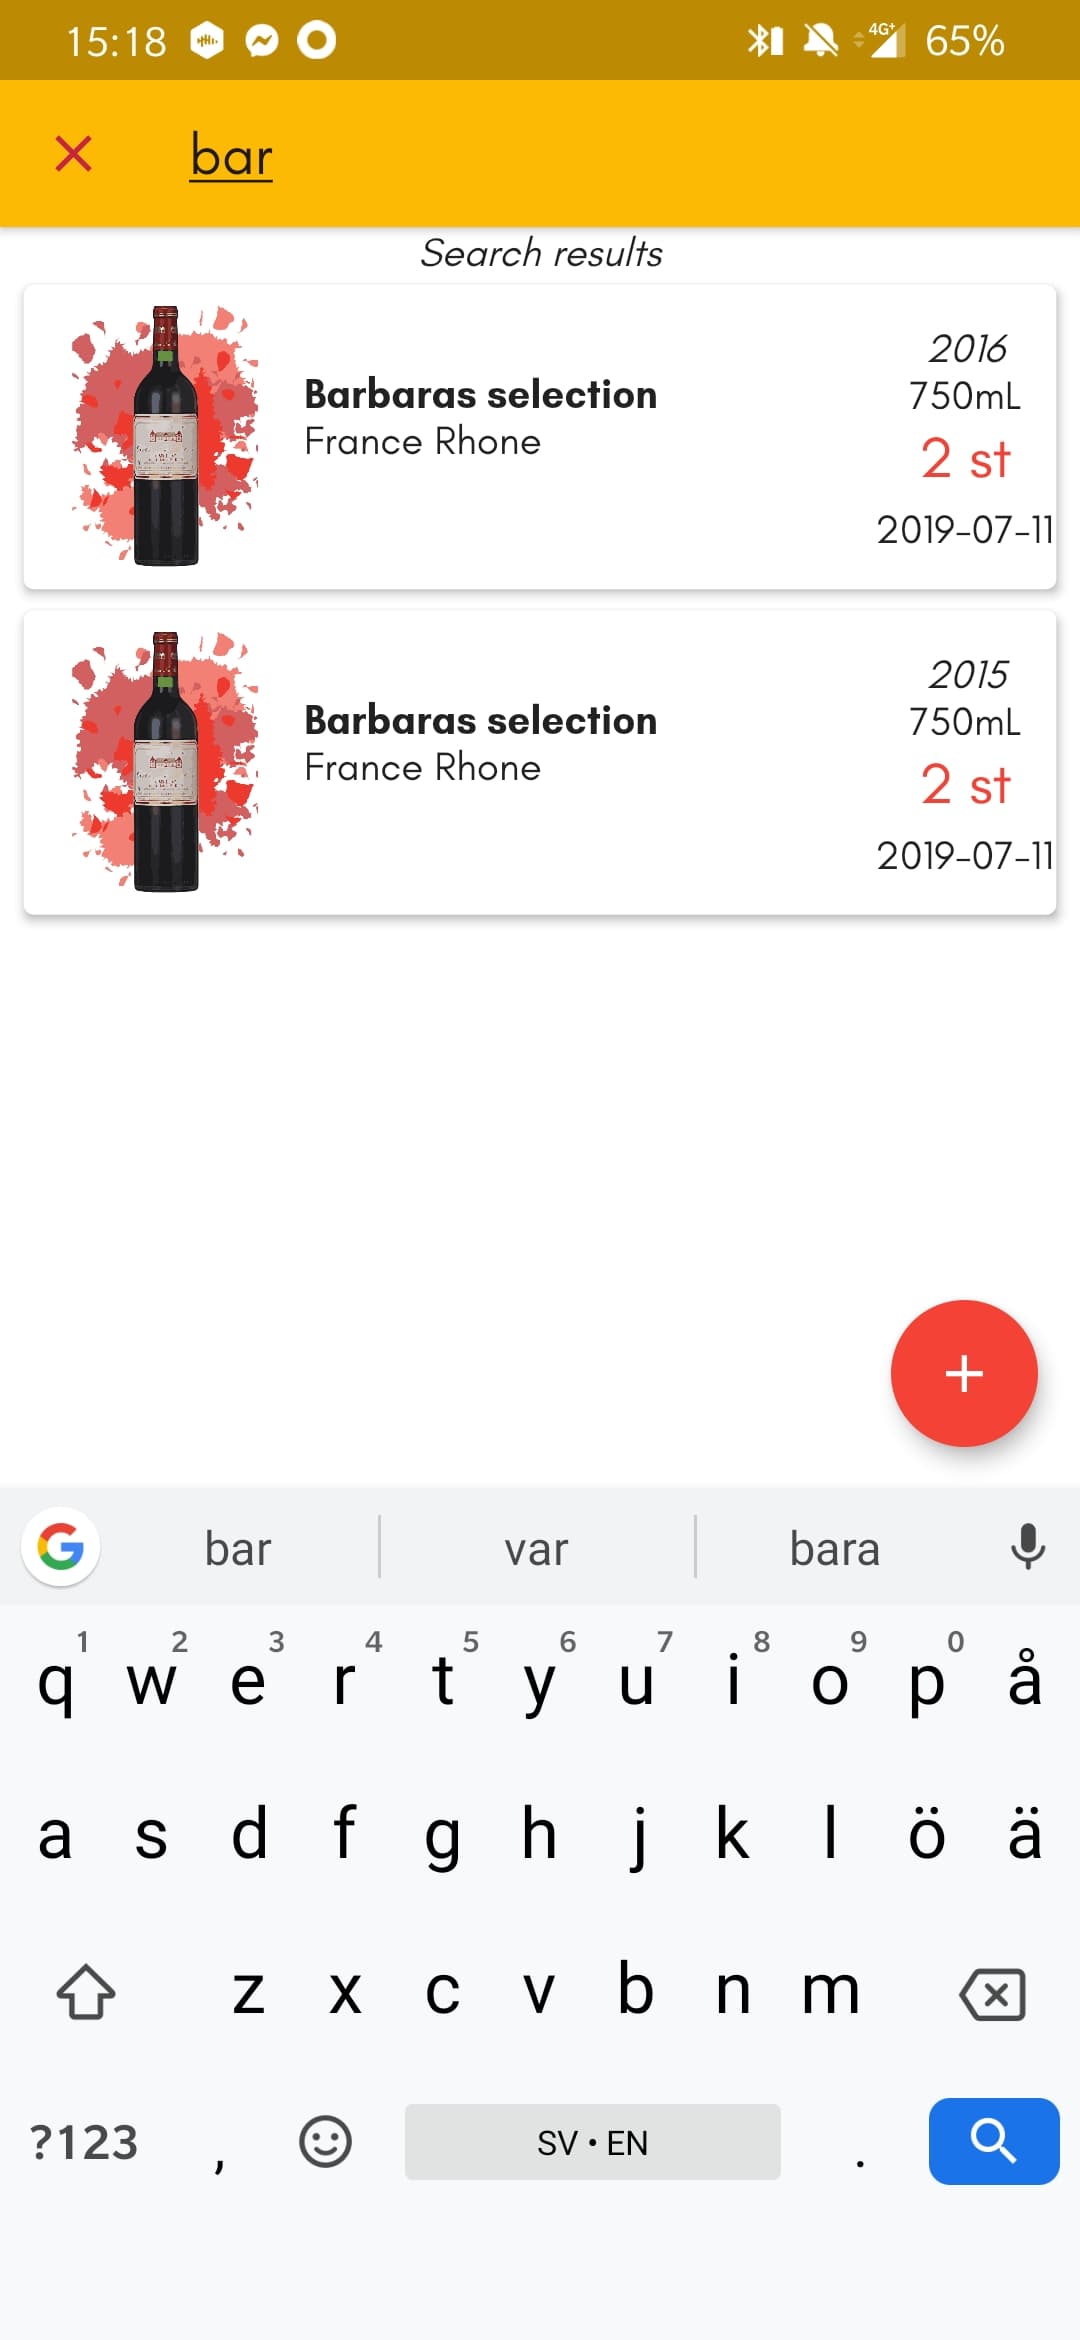 15:18 4G+ 65%
bar
Search results
2016
Barbaras selection
750mL
France Rhone
2 st
2019-07-11
2015
Barbaras selection
750mL
France Rhone
2 st
2019-07-11
bar var bara
1 2 3 4 5 6 7 8 9 0
q w e r t y u i o p å
a s d f g h j k l ö ä
z x c v b n m
?123 , SV • EN .